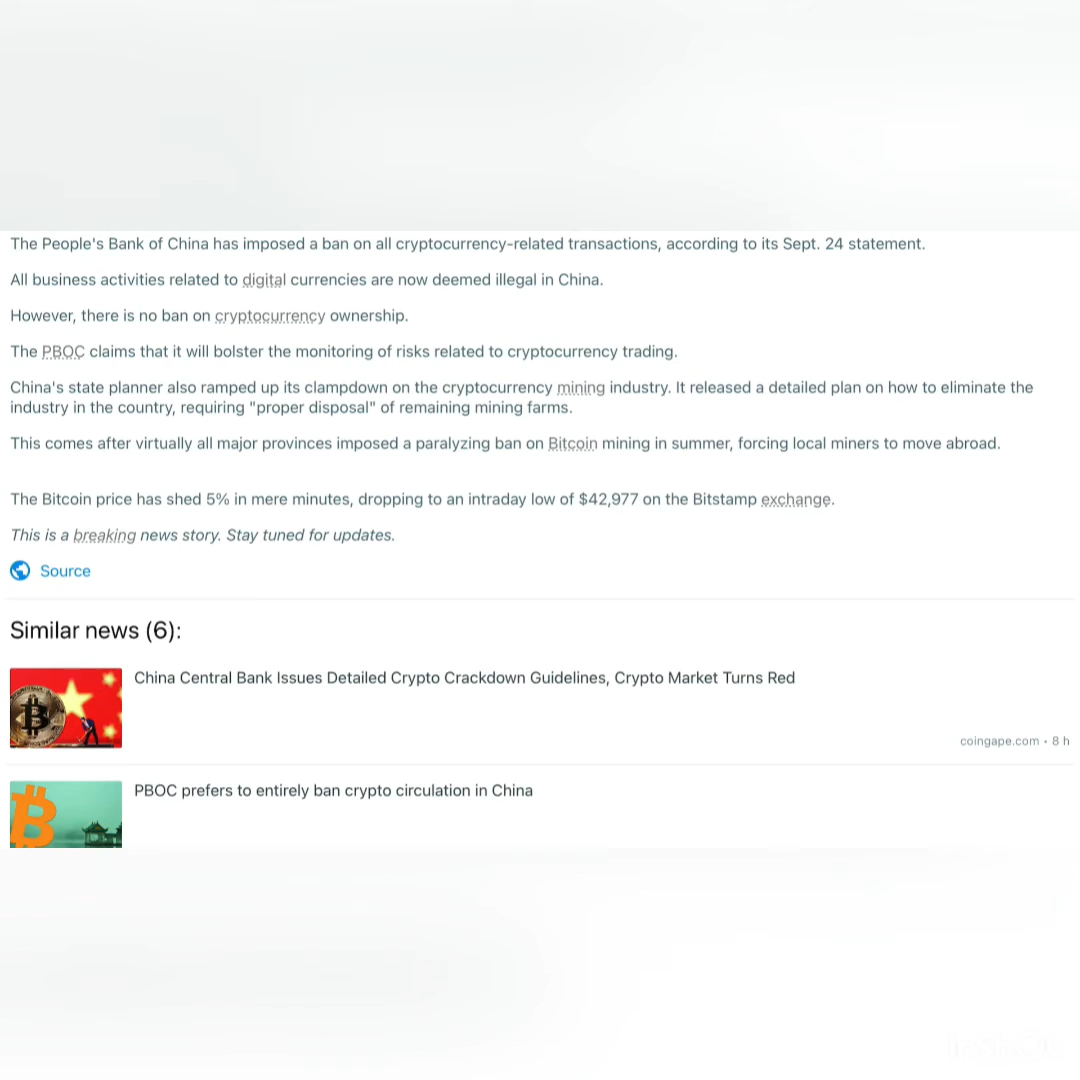 The People's Bank of China has imposed a ban on all cryptocurrency-related transactions, according to its Sept. 24 statement.
All business activities related to digital currencies are now deemed illegal in China.
However, there is no ban on cryptocurrency ownership.
The PBOC claims that it will bolster the monitoring of risks related to cryptocurrency trading.
China's state planner also ramped up its clampdown on the cryptocurrency mining industry. It released a detailed plan on how to eliminate the
industry in the country, requiring "proper disposal" of remaining mining farms.
This comes after virtually all major provinces imposed a paralyzing ban on Bitcoin mining in summer, forcing local miners to move abroad.
The Bitcoin price has shed 5% in mere minutes, dropping to an intraday low of $42,977 on the Bitstamp exchange.
This is a breaking news story. Stay tuned for updates.
Source
Similar news (6):
China Central Bank Issues Detailed Crypto Crackdown Guidelines, Crypto Market Turns Red
coingape.com • 8 h
PBOC prefers to entirely ban crypto circulation in China